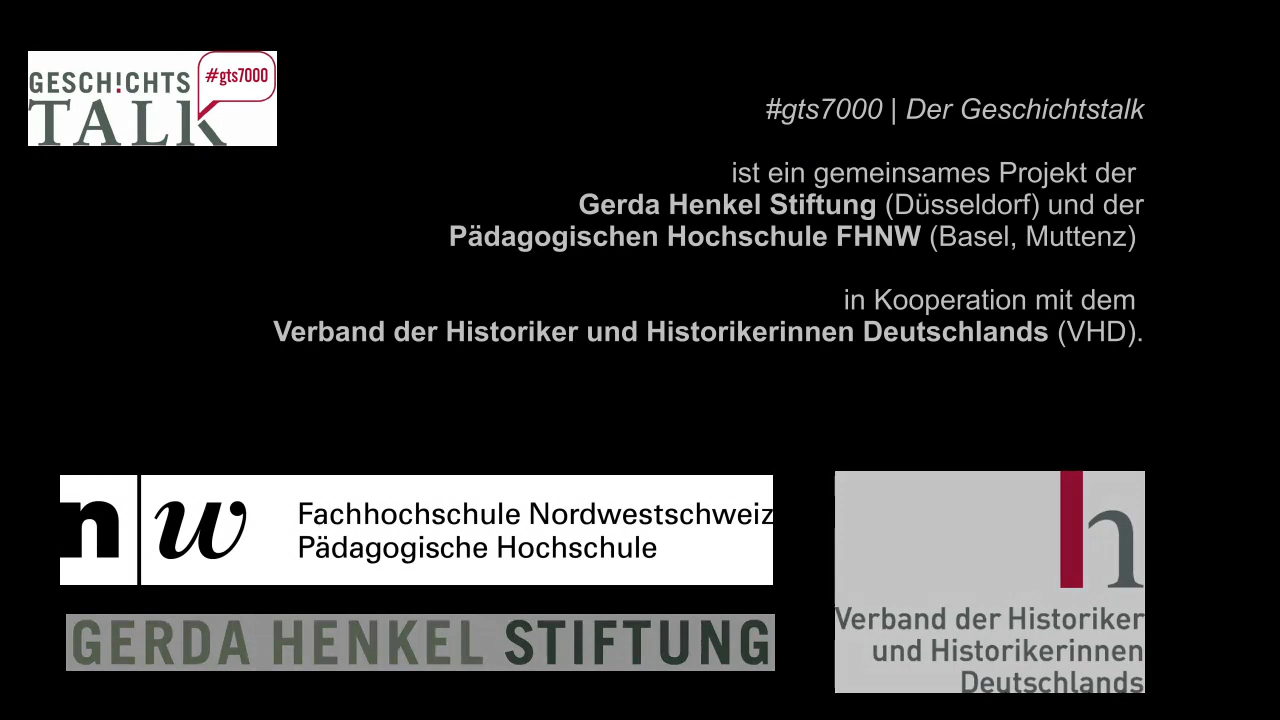 GESCH!CHTS
#gts7000
TALK
#gts7000 | Der Geschichtstalk
ist ein gemeinsames Projekt der
Gerda Henkel Stiftung (Düsseldorf) und der
Pädagogischen Hochschule FHNW (Basel, Muttenz)
in Kooperation mit dem
Verband der Historiker und Historikerinnen Deutschlands (VHD).
n w
Fachhochschule Nordwestschweiz
Pädagogische Hochschule
GERDA HENKEL STIFTUNG
h
Verband der Historiker
und Historikerinnen
Deutschlands